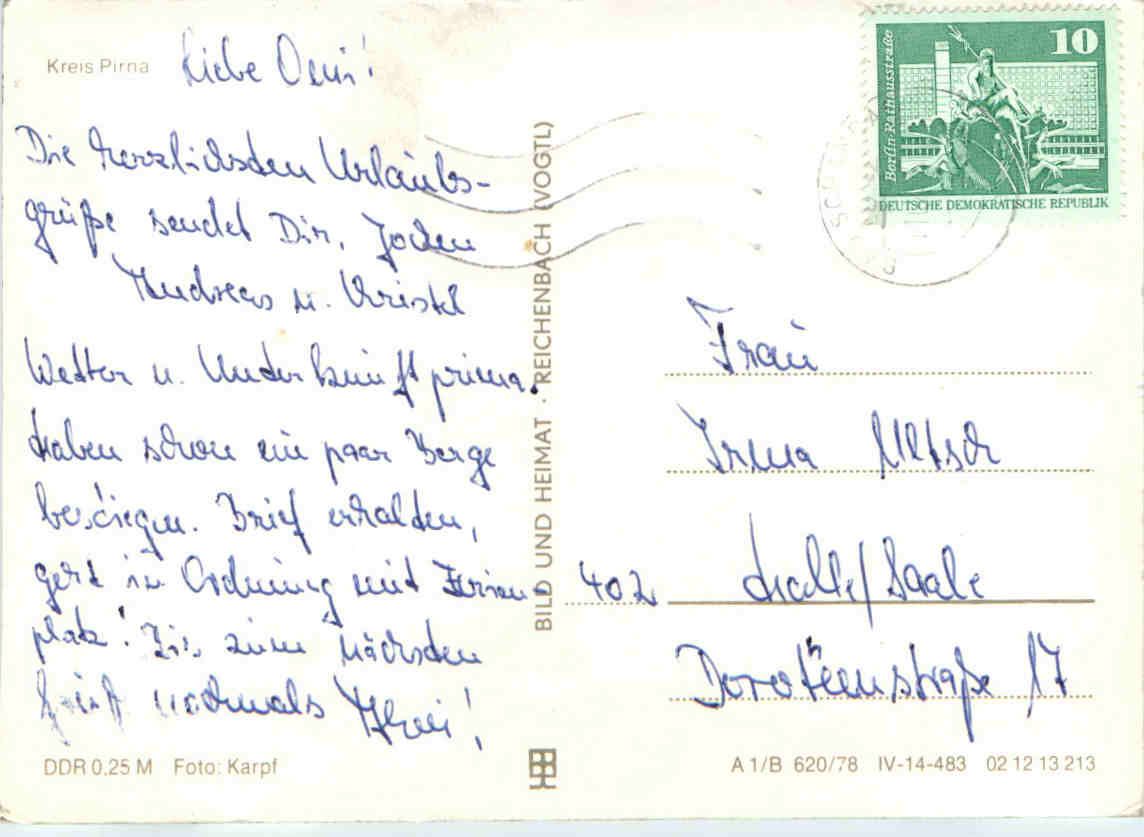 Kreis Pirna
Liebe Omi!
Die herzlichsten Urlaubs-
grüße sendet Dir, Jochen
Andreas u. Christel
Wetter u. Unterkunft prima.
Haben schon ein paar Berge
bestiegen. Brief erhalten,
geht in Ordnung mit Ferien-
platz! Bis zum nächsten
Gruß nochmals
DDR 0,25 M Foto: Karpf
BILD UND HEIMAT · REICHENBACH (VOGTL)
Berlin-Rathausstraße
10
DEUTSCHE DEMOKRATISCHE REPUBLIK
Frau
Irma
402 Halle/Saale
Dorotheenstraße 17
A 1/B 620/78 IV-14-483 02 12 13 213